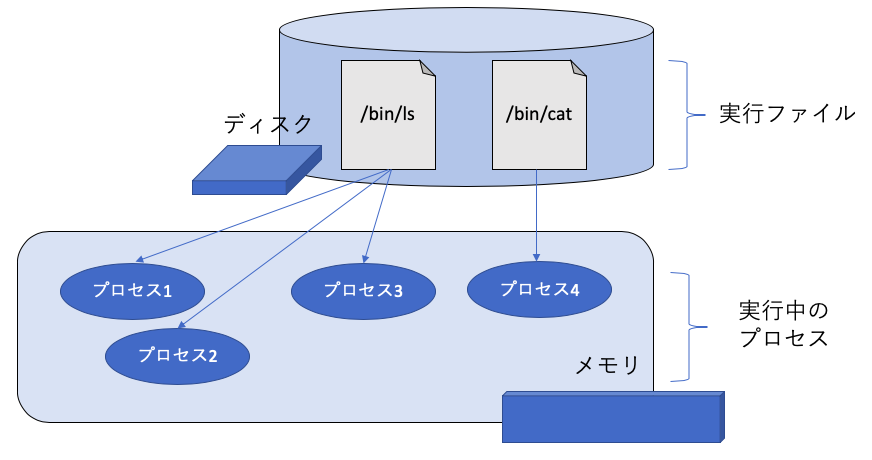 /bin/ls
/bin/cat
実行ファイル
ディスク
プロセス1
プロセス3
プロセス4
プロセス2
実行中の
プロセス
メモリ